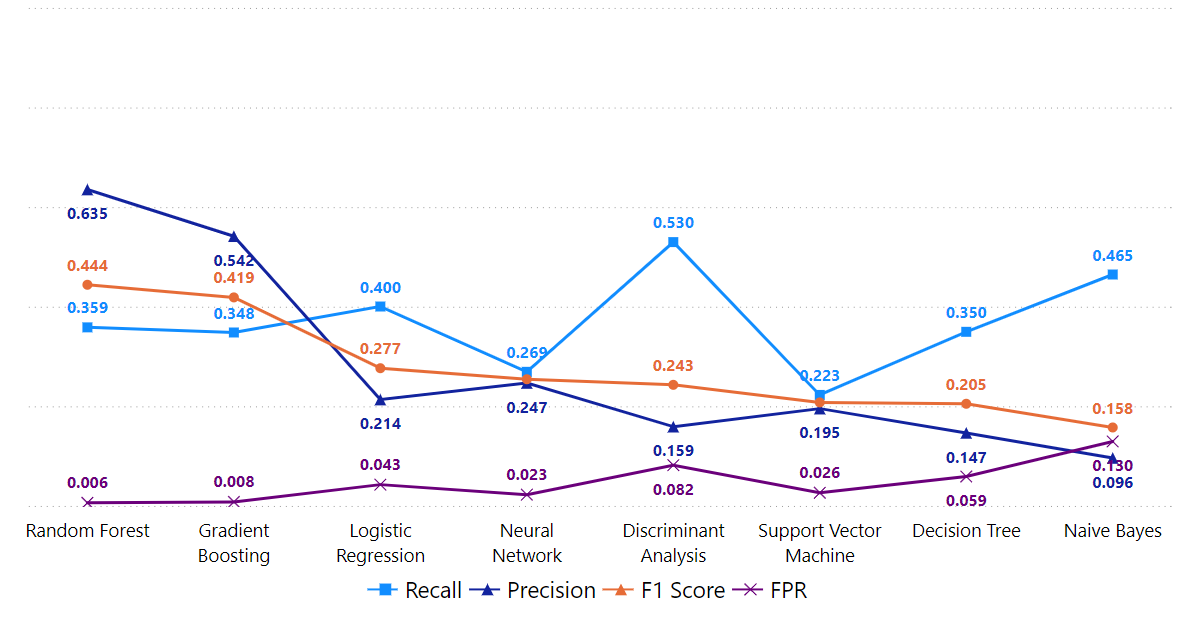 0.635
0.542
0.444
0.419
0.359
0.348
0.400
0.277
0.214
0.269
0.247
0.530
0.243
0.159
0.223
0.195
0.350
0.205
0.147
0.465
0.158
0.130
0.096
0.006
0.008
0.043
0.023
0.082
0.026
0.059
Random Forest
Gradient
Boosting
Logistic
Regression
Neural
Network
Discriminant
Analysis
Support Vector
Machine
Decision Tree
Naive Bayes
Recall Precision F1 Score FPR